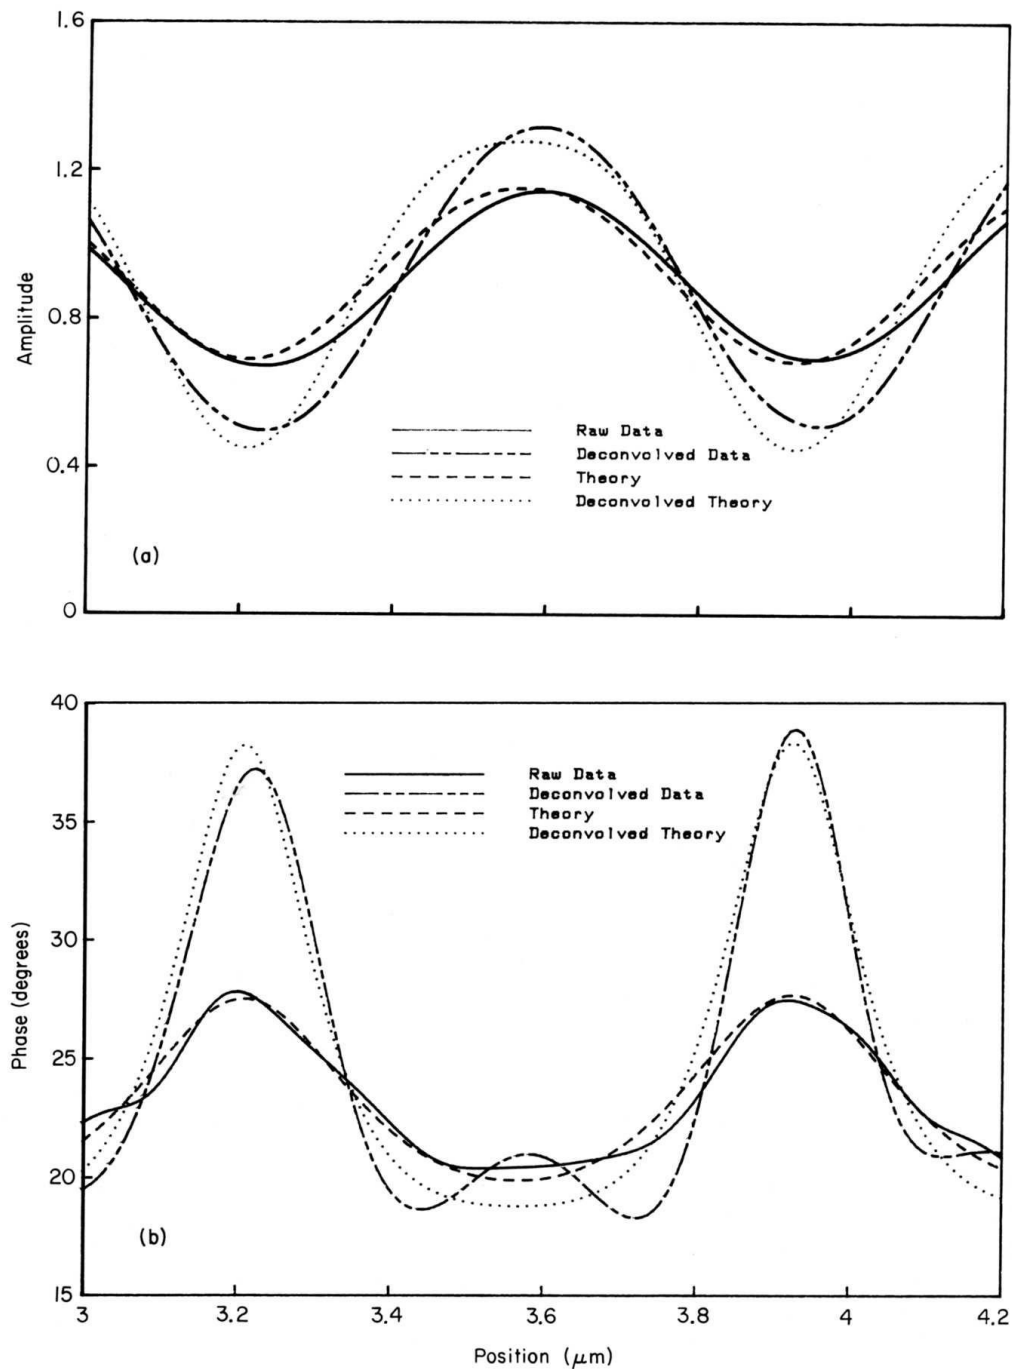 1.6
1.2
0.8
0.4
0
Amplitude
Raw Data
Deconvolved Data
Theory
Deconvolved Theory
(a)
40
35
30
25
20
15
Phase (degrees)
Raw Data
Deconvolved Data
Theory
Deconvolved Theory
(b)
3 3.2 3.4 3.6 3.8 4 4.2
Position (μm)